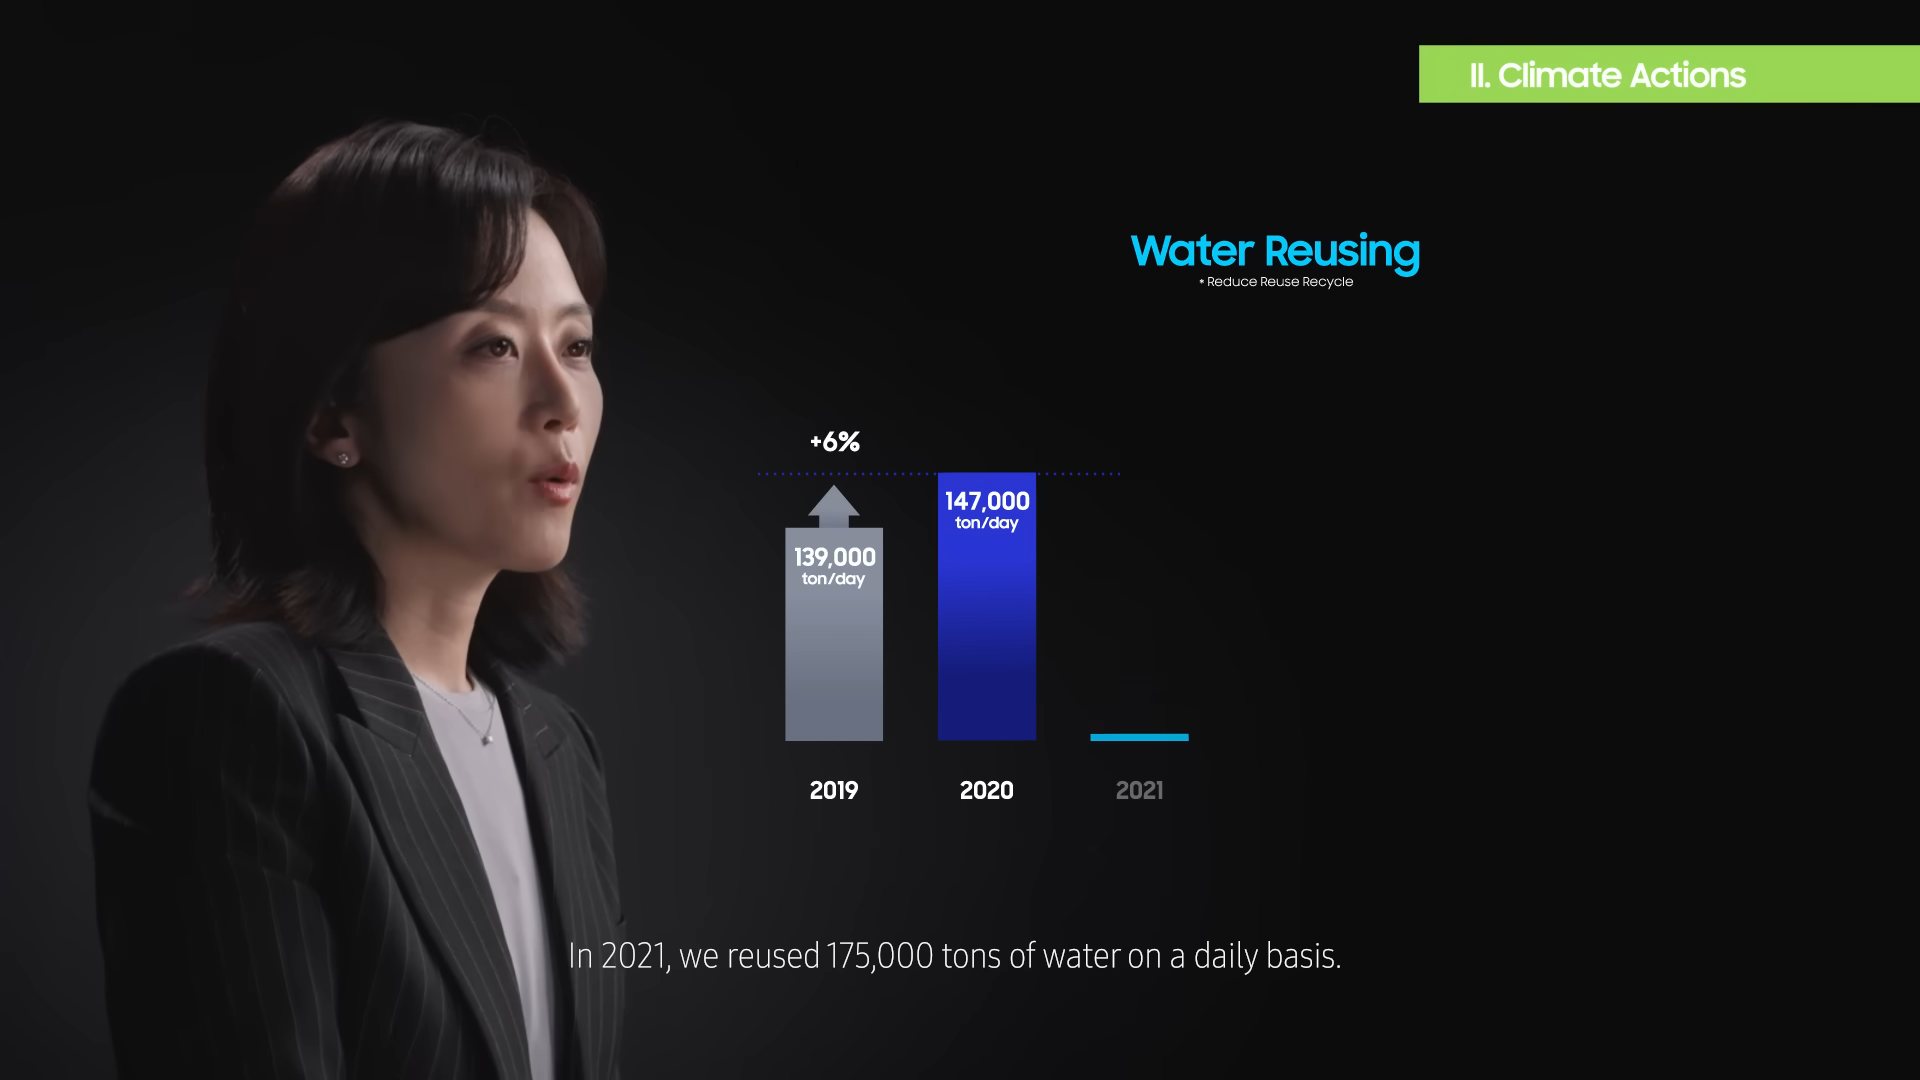 II. Climate Actions
Water Reusing
* Reduce Reuse Recycle
+6%
147,000
ton/day
139,000
ton/day
2019
2020
2021
In 2021, we reused 175,000 tons of water on a daily basis.